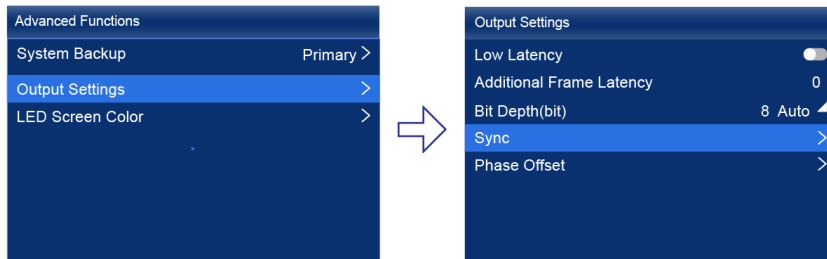 Advanced Functions
System Backup Primary >
Output Settings >
LED Screen Color >
Output Settings
Low Latency
Additional Frame Latency 0
Bit Depth(bit) 8 Auto
Sync >
Phase Offset >